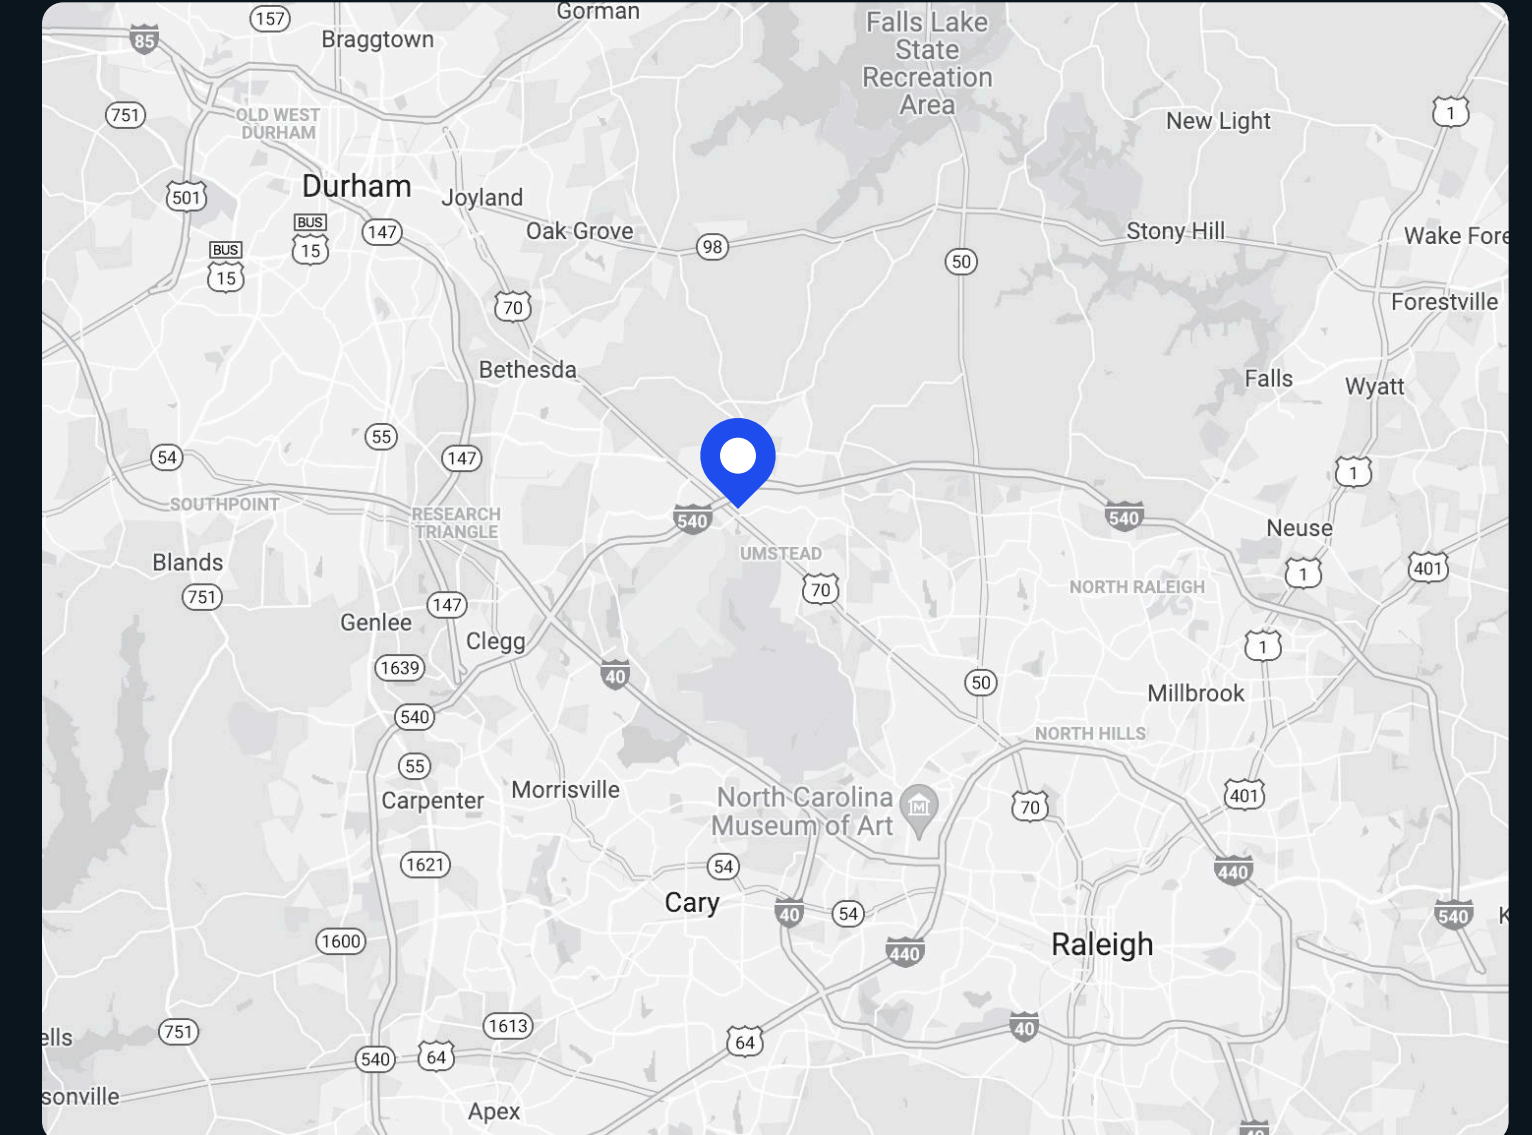 Gorman
157
85
Braggtown
Falls Lake
State
Recreation
Area
751
OLD WEST
DURHAM
New Light
1
Durham
501
Joyland
BUS
15
147
Oak Grove
98
Stony Hill
Wake Fore
BUS
15
50
70
Forestville
Bethesda
Falls
Wyatt
55
54
147
1
SOUTHPOINT
RESEARCH
TRIANGLE
540
540
Neuse
UMSTEAD
Blands
1
401
70
NORTH RALEIGH
751
147
Genlee
Clegg
1
1639
40
50
Millbrook
540
NORTH HILLS
55
Carpenter
Morrisville
North Carolina
Museum of Art
M
70
401
1621
54
440
Cary
40
54
540
K
1600
440
Raleigh
751
1613
40
ells
540
64
64
sonville
Apex
40